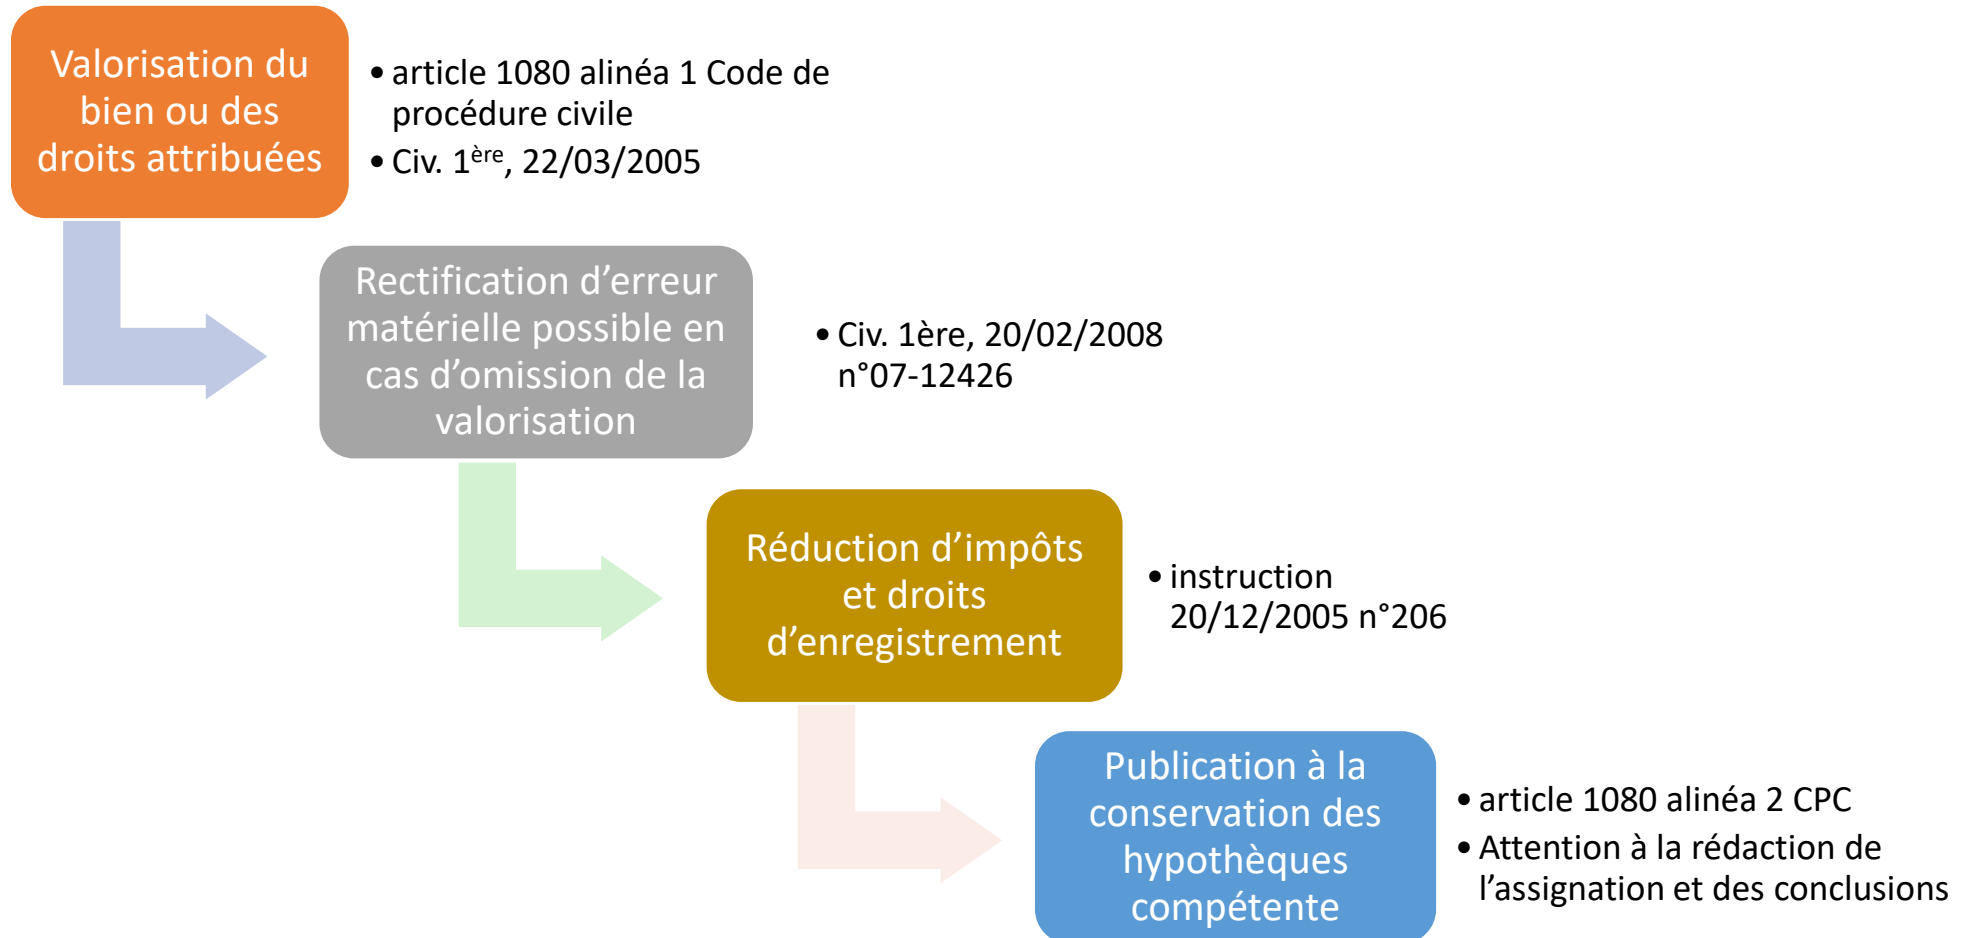 Valorisation du
bien ou des
droits attribuées
• article 1080 alinéa 1 Code de
procédure civile
• Civ. 1ère, 22/03/2005
Rectification d’erreur
matérielle possible en
cas d’omission de la
valorisation
• Civ. 1ère, 20/02/2008
n°07-12426
Réduction d’impôts
et droits
d’enregistrement
• instruction
20/12/2005 n°206
Publication à la
conservation des
hypothèques
compétente
• article 1080 alinéa 2 CPC
• Attention à la rédaction de
l’assignation et des conclusions